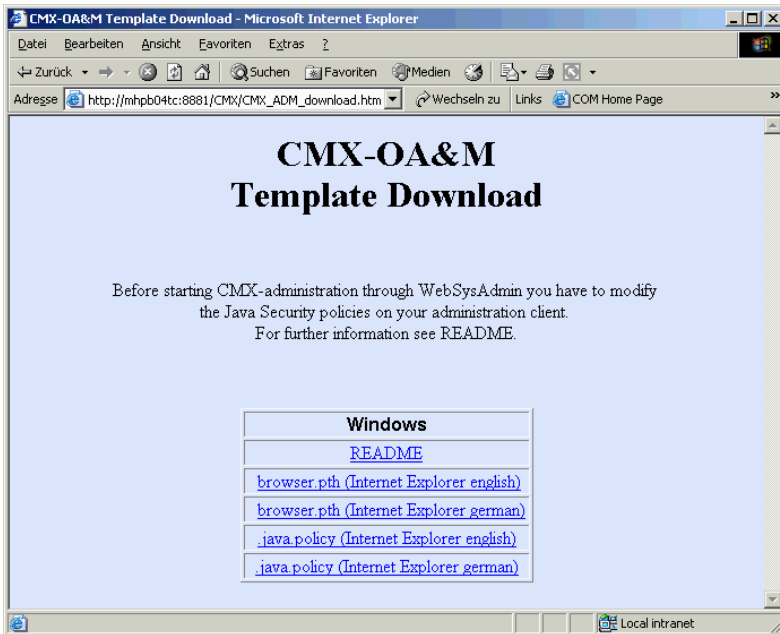 CMX-OA&M Template Download - Microsoft Internet Explorer
Datei Bearbeiten Ansicht Favoriten Extras ?
Zurück Suchen Favoriten Medien
Adresse http://mhpb04tc:8881/CMX/CMX_ADM_download.htm Wechseln zu Links COM Home Page »
CMX-OA&M
Template Download
Before starting CMX-administration through WebSysAdmin you have to modify
the Java Security policies on your administration client.
For further information see README.
Windows
README
browser.pth (Internet Explorer english)
browser.pth (Internet Explorer german)
.java.policy (Internet Explorer english)
.java.policy (Internet Explorer german)
Local intranet